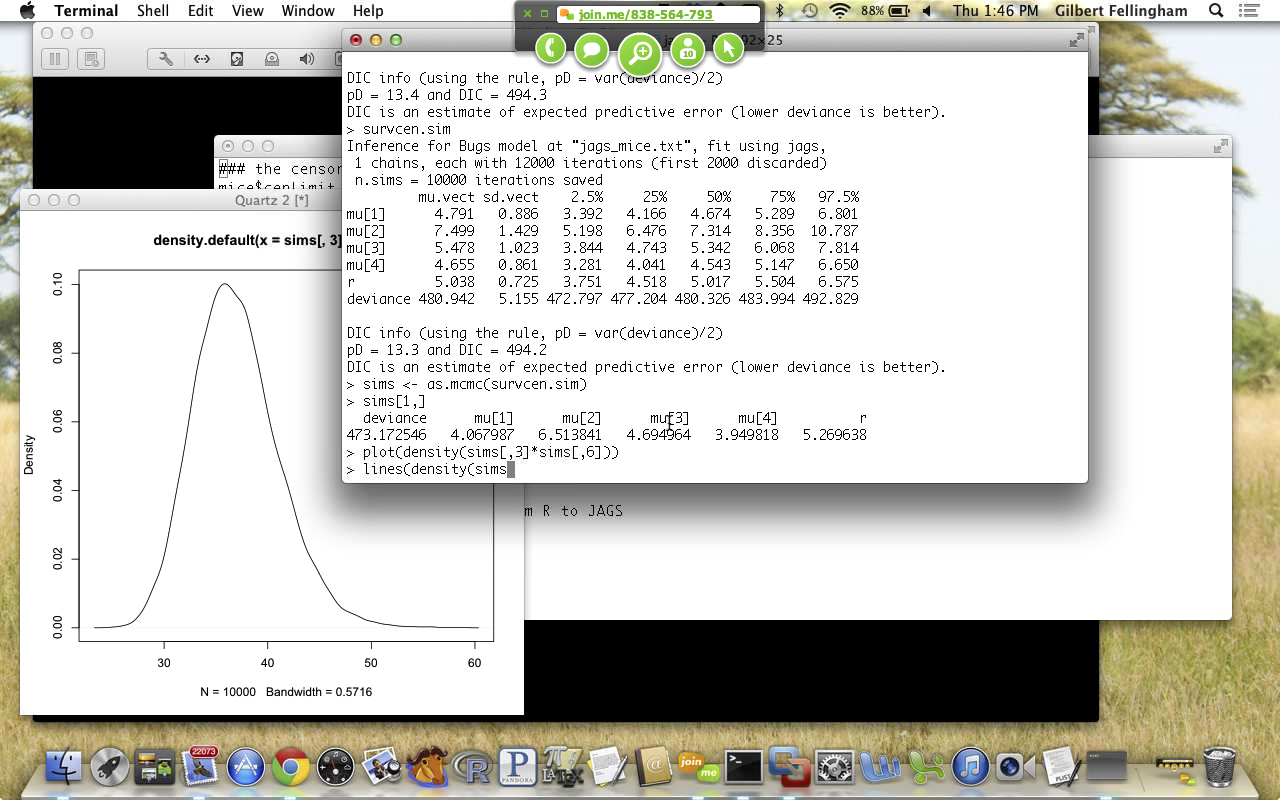 Terminal Shell Edit View Window Help
join.me/838-564-793
88% Thu 1:46 PM Gilbert Fellingham
10
92×25
DIC info (using the rule, pD = var(deviance)/2)
pD = 13.4 and DIC = 494.3
DIC is an estimate of expected predictive error (lower deviance is better).
> survcen.sim
Inference for Bugs model at "jags_mice.txt", fit using jags,
1 chains, each with 12000 iterations (first 2000 discarded)
n.sims = 10000 iterations saved
mu.vect sd.vect 2.5% 25% 50% 75% 97.5%
mu[1] 4.791 0.886 3.392 4.166 4.674 5.289 6.801
mu[2] 7.499 1.429 5.198 6.476 7.314 8.356 10.787
mu[3] 5.478 1.023 3.844 4.743 5.342 6.068 7.814
mu[4] 4.655 0.861 3.281 4.041 4.543 5.147 6.650
r 5.038 0.725 3.751 4.518 5.017 5.504 6.575
deviance 480.942 5.155 472.797 477.204 480.326 483.994 492.829
DIC info (using the rule, pD = var(deviance)/2)
pD = 13.3 and DIC = 494.2
DIC is an estimate of expected predictive error (lower deviance is better).
> sims <- as.mcmc(survcen.sim)
> sims[1,]
deviance mu[1] mu[2] mu[3] mu[4] r
473.172546 4.067987 6.513841 4.694964 3.949818 5.269638
> plot(density(sims[,3]*sims[,6]))
> lines(density(sims
### the censor
mice$cenlimit
m R to JAGS
Quartz 2 [*]
density.default(x = sims[, 3]
Density
0.10
0.08
0.06
0.04
0.02
0.00
30 40 50 60
N = 10000 Bandwidth = 0.5716
22073
R
P
PANDORA
join
me
PLIST